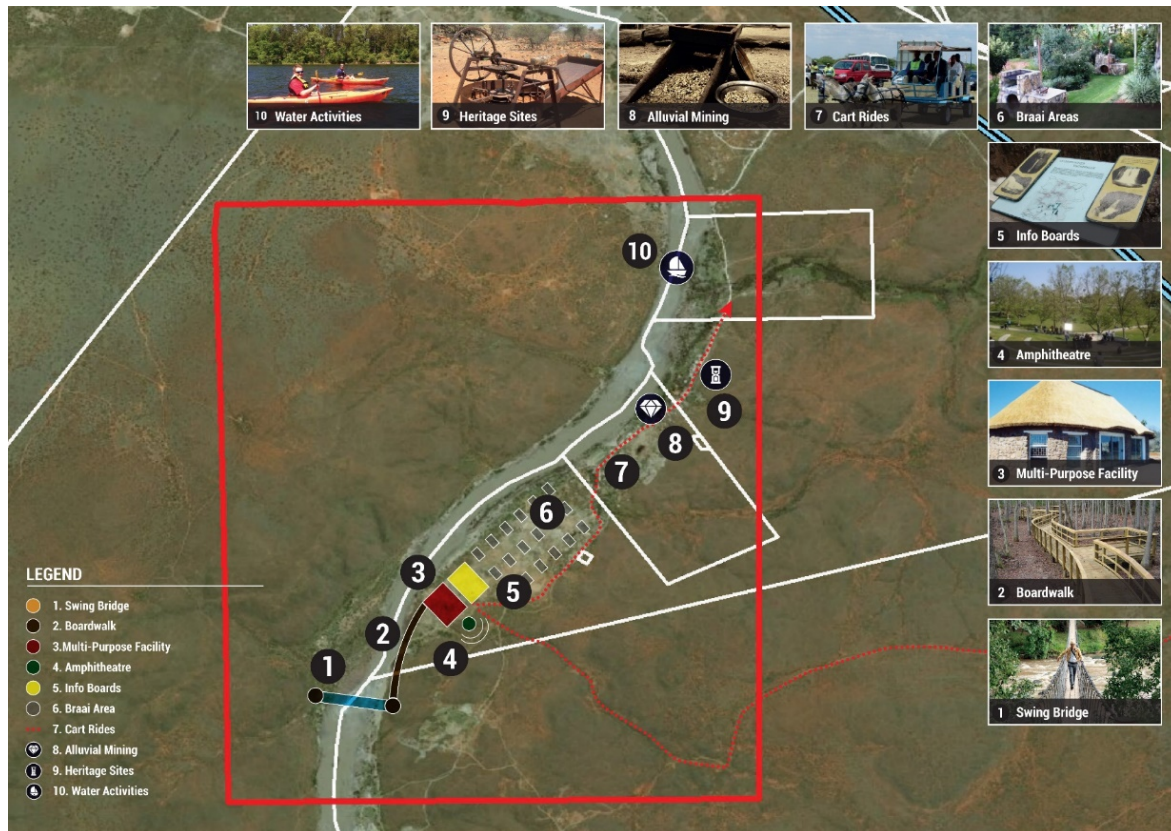 10 Water Activities
9 Heritage Sites
8 Alluvial Mining
7 Cart Rides
6 Braai Areas
5 Info Boards
4 Amphitheatre
3 Multi-Purpose Facility
2 Boardwalk
1 Swing Bridge
10
9
8
7
6
5
4
3
2
1
LEGEND
1. Swing Bridge
2. Boardwalk
3.Multi-Purpose Facility
4. Amphitheatre
5. Info Boards
6. Braai Area
7. Cart Rides
8. Alluvial Mining
9. Heritage Sites
10. Water Activities